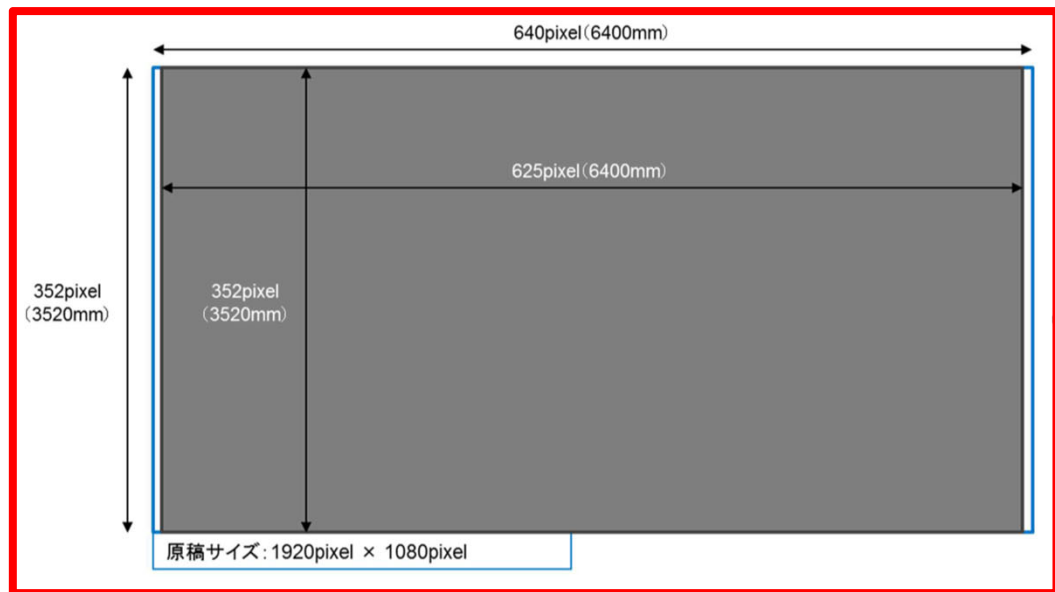 640pixel（6400mm）
625pixel（6400mm）
352pixel
（3520mm）
352pixel
（3520mm）
原稿サイズ：1920pixel × 1080pixel